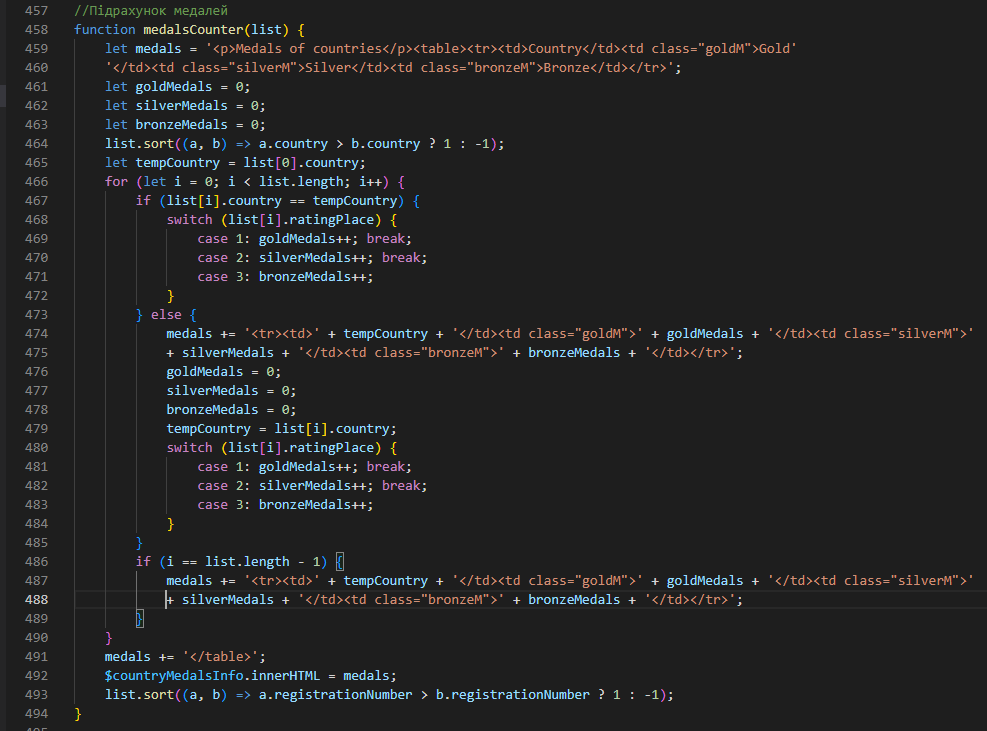 457 //Підрахунок медалей
458 function medalsCounter(list) {
459 let medals = '<p>Medals of countries</p><table><tr><td>Country</td><td class="goldM">Gold'
460 '</td><td class="silverM">Silver</td><td class="bronzeM">Bronze</td></tr>';
461 let goldMedals = 0;
462 let silverMedals = 0;
463 let bronzeMedals = 0;
464 list.sort((a, b) => a.country > b.country ? 1 : -1);
465 let tempCountry = list[0].country;
466 for (let i = 0; i < list.length; i++) {
467 if (list[i].country == tempCountry) {
468 switch (list[i].ratingPlace) {
469 case 1: goldMedals++; break;
470 case 2: silverMedals++; break;
471 case 3: bronzeMedals++;
472 }
473 } else {
474 medals += '<tr><td>' + tempCountry + '</td><td class="goldM">' + goldMedals + '</td><td class="silverM">'
475 + silverMedals + '</td><td class="bronzeM">' + bronzeMedals + '</td></tr>';
476 goldMedals = 0;
477 silverMedals = 0;
478 bronzeMedals = 0;
479 tempCountry = list[i].country;
480 switch (list[i].ratingPlace) {
481 case 1: goldMedals++; break;
482 case 2: silverMedals++; break;
483 case 3: bronzeMedals++;
484 }
485 }
486 if (i == list.length - 1) {
487 medals += '<tr><td>' + tempCountry + '</td><td class="goldM">' + goldMedals + '</td><td class="silverM">'
488 + silverMedals + '</td><td class="bronzeM">' + bronzeMedals + '</td></tr>';
489 }
490 }
491 medals += '</table>';
492 $countryMedalsInfo.innerHTML = medals;
493 list.sort((a, b) => a.registrationNumber > b.registrationNumber ? 1 : -1);
494 }